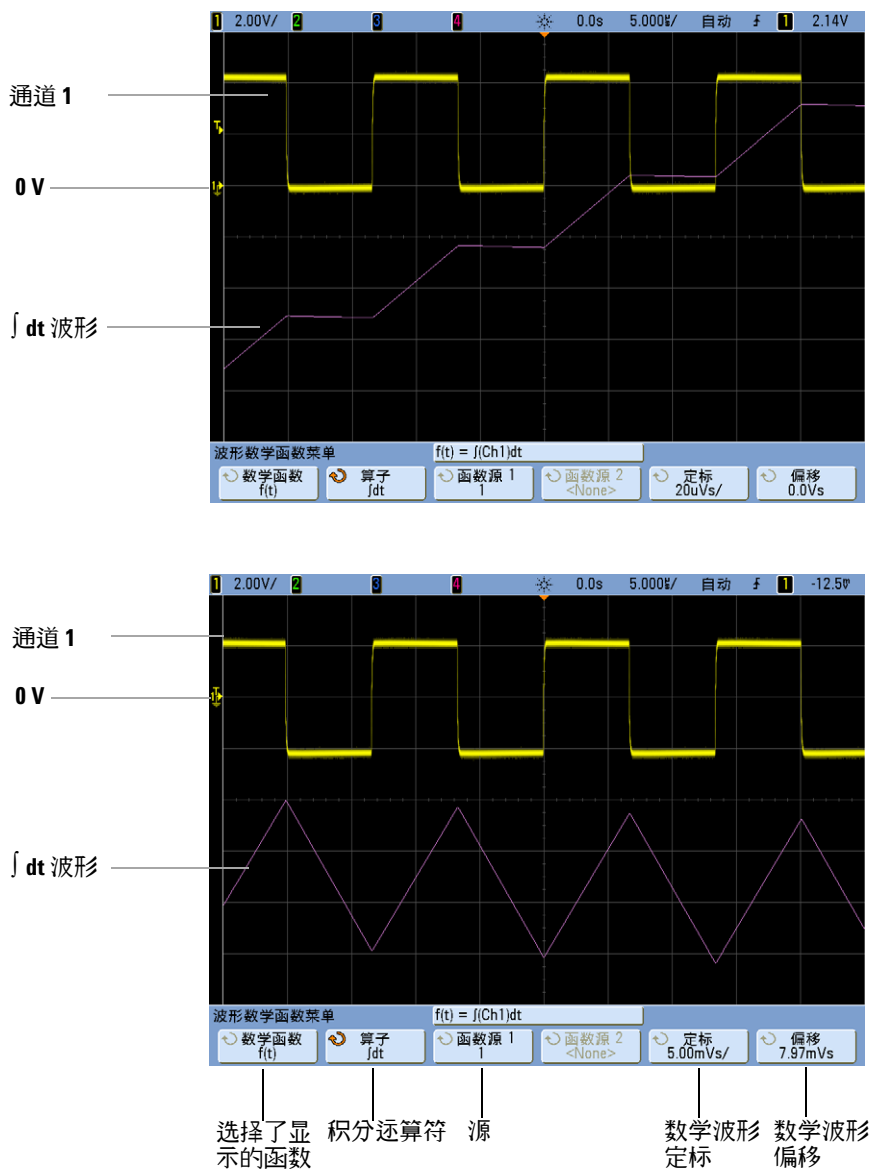 1 2.00V/ 2 3 4 0.0s 5.000㎲/ 自动 1 2.14V
通道 1
T
0 V
1
∫ dt 波形
波形数学函数菜单 f(t) = ∫(Ch1)dt
数学函数 算子 函数源 1 函数源 2 定标 偏移
f(t) ∫dt 1 <None> 20uVs/ 0.0Vs
1 2.00V/ 2 3 4 0.0s 5.000㎲/ 自动 1 -12.5
通道 1
0 V
∫ dt 波形
波形数学函数菜单 f(t) = ∫(Ch1)dt
数学函数 算子 函数源 1 函数源 2 定标 偏移
f(t) ∫dt 1 <None> 5.00mVs/ 7.97mVs
选择了显 积分还算符 源 数学波形 数学波形
示的函数 定标 偏移